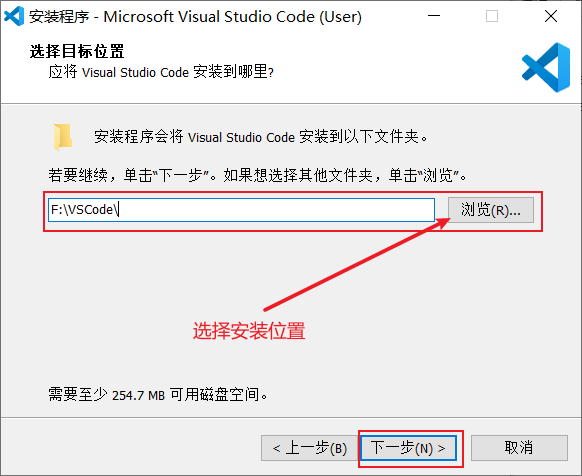 安装程序 - Microsoft Visual Studio Code (User)
选择目标位置
应将 Visual Studio Code 安装到哪里?
安装程序会将 Visual Studio Code 安装到以下文件夹。
若要继续，单击“下一步”。如果想选择其他文件夹，单击“浏览”。
F:\VSCode\
浏览(R)...
选择安装位置
需要至少 254.7 MB 可用磁盘空间。
< 上一步(B)
下一步(N) >
取消